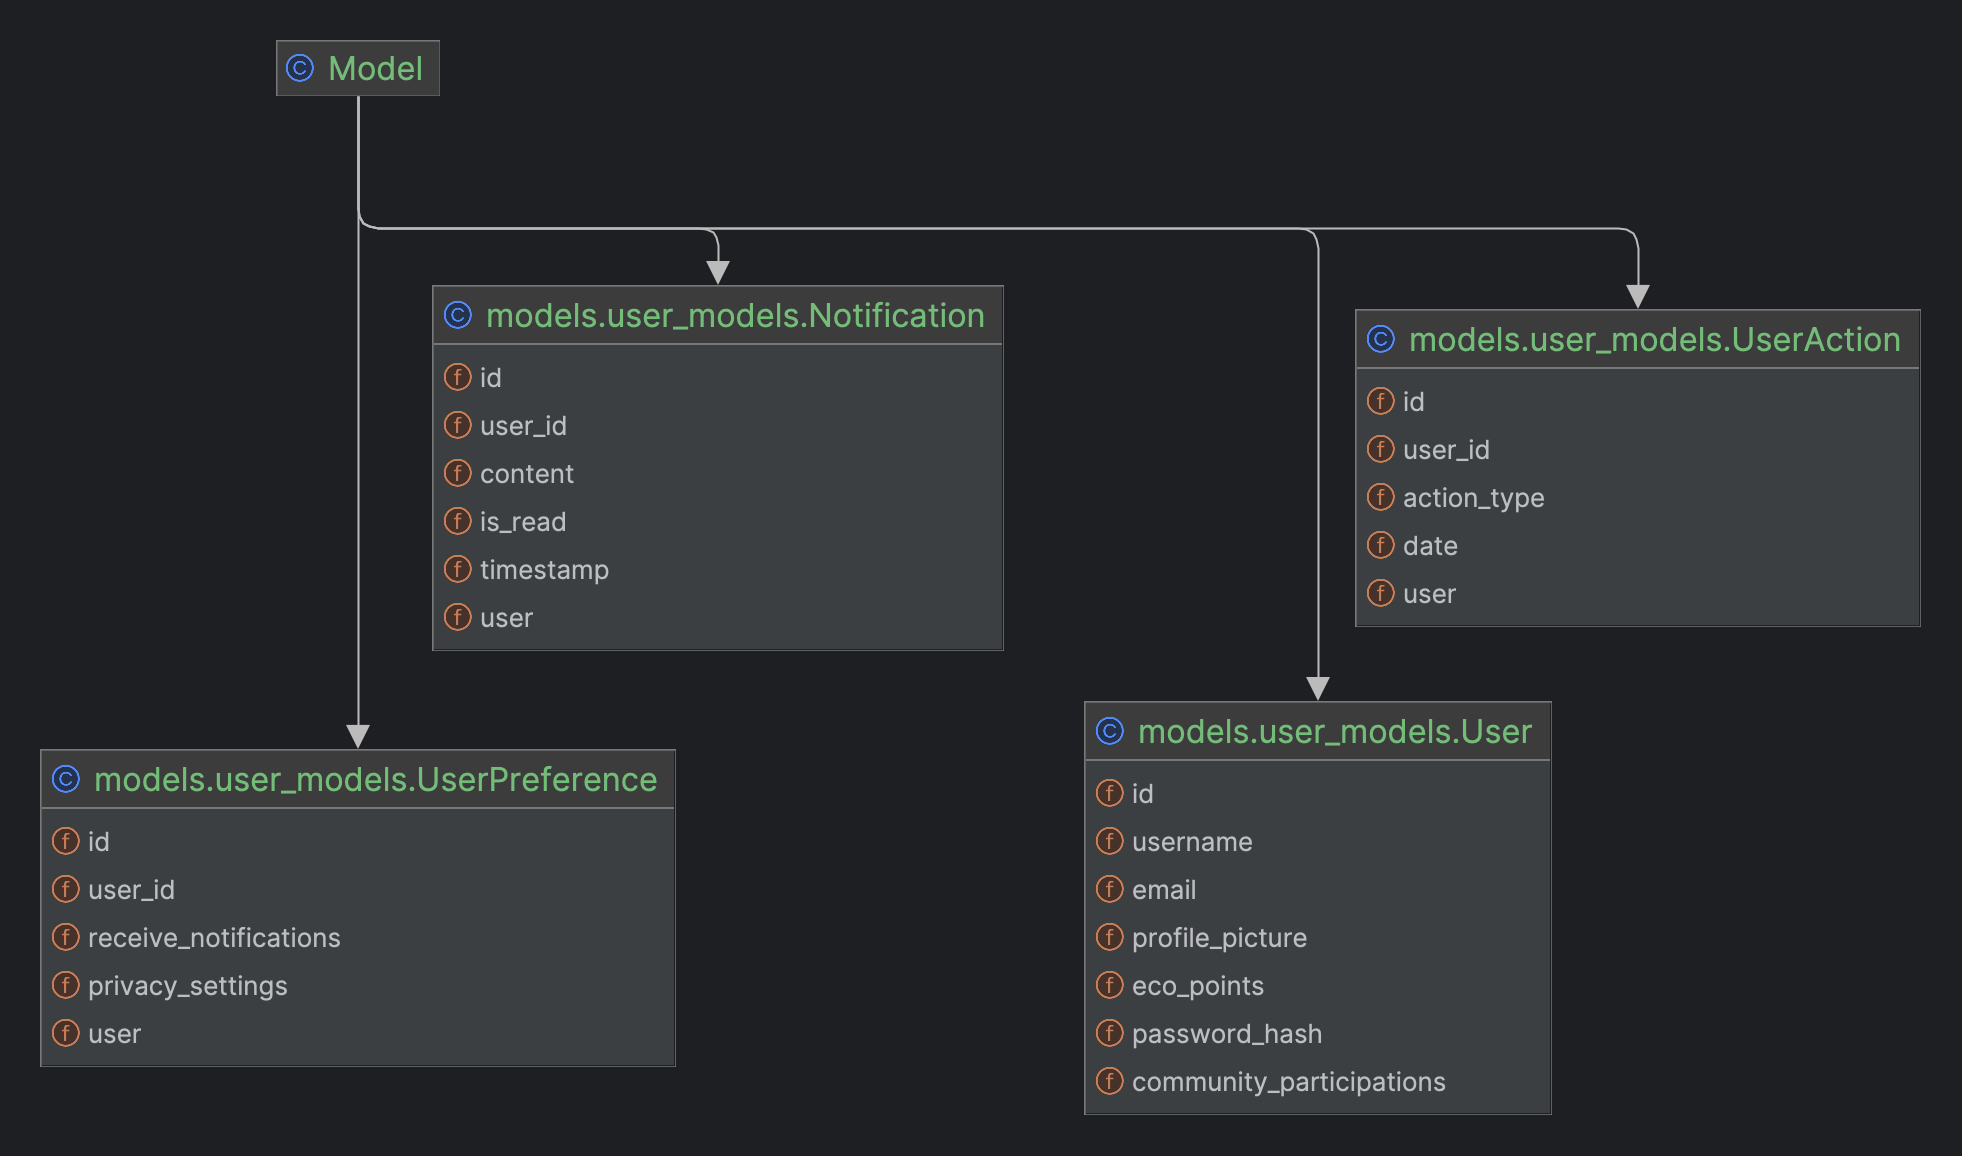 Model
models.user_models.Notification
id
user_id
content
is_read
timestamp
user
models.user_models.UserAction
id
user_id
action_type
date
user
models.user_models.UserPreference
id
user_id
receive_notifications
privacy_settings
user
models.user_models.User
id
username
email
profile_picture
eco_points
password_hash
community_participations